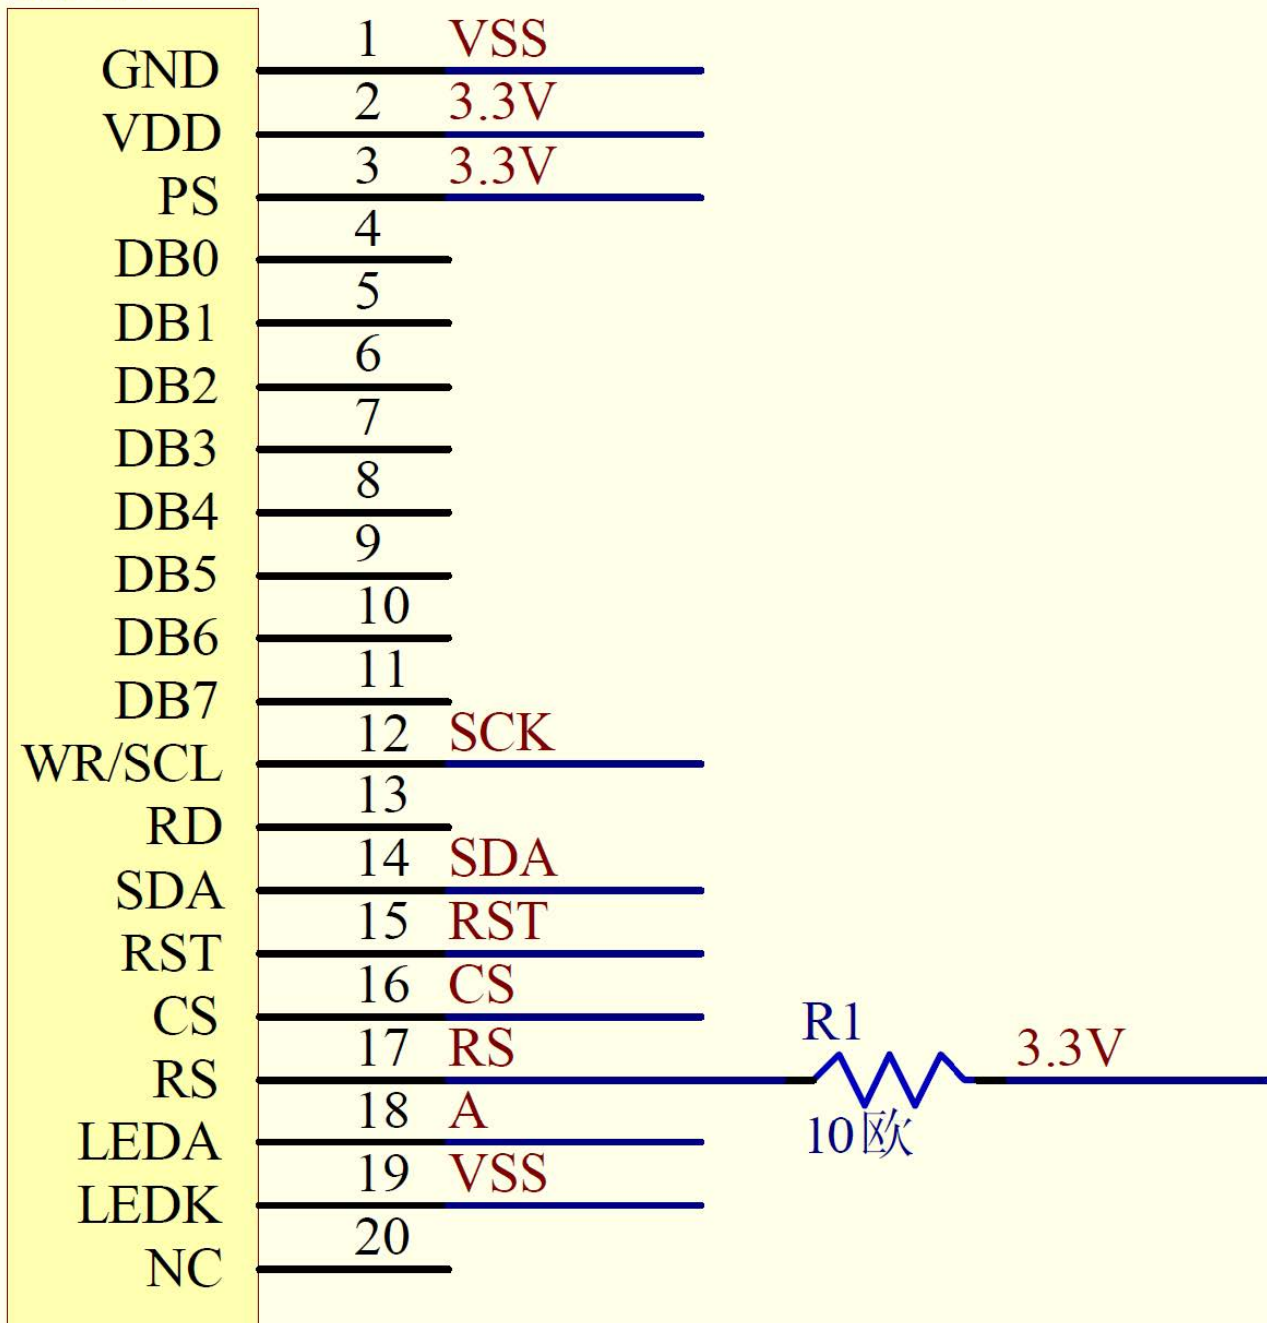 GND 1 VSS
VDD 2 3.3V
PS 3 3.3V
DB0 4
DB1 5
DB2 6
DB3 7
DB4 8
DB5 9
DB6 10
DB7 11
WR/SCL 12 SCK
RD 13
SDA 14 SDA
RST 15 RST
CS 16 CS
RS 17 RS R1 3.3V
10欧
LEDA 18 A
LEDK 19 VSS
NC 20